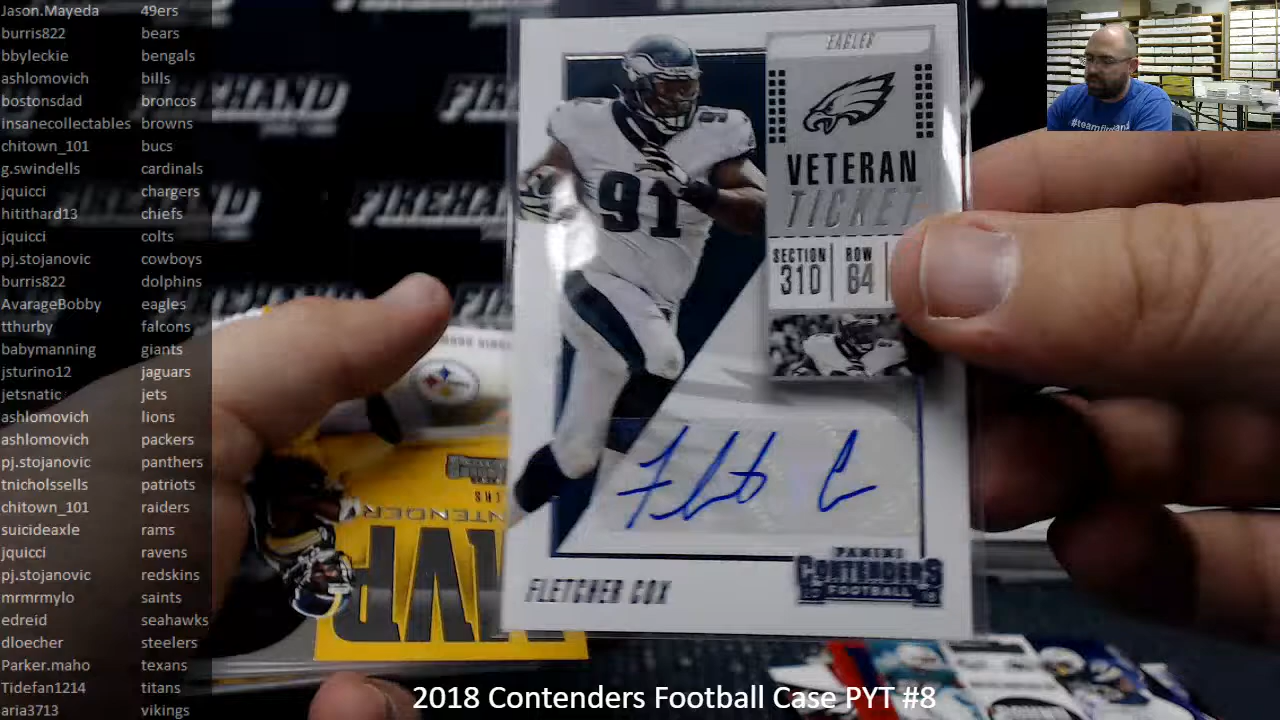 Jason.Mayeda 49ers
burris822 bears
bbyleckie bengals
ashlomovich bills
bostonsdad broncos
insanecollectables browns
chitown_101 bucs
g.swindells cardinals
jquicci chargers
hitithard13 chiefs
jquicci colts
pj.stojanovic cowboys
burris822 dolphins
AvarageBobby eagles
tthurby falcons
babymanning giants
jsturino12 jaguars
jetsnatic jets
ashlomovich lions
ashlomovich packers
pj.stojanovic panthers
tnicholssells patriots
chitown_101 raiders
suicideaxle rams
jquicci ravens
pj.stojanovic redskins
mrmrmylo saints
edreid seahawks
dloecher steelers
Parker.maho texans
Tidefan1214 titans
aria3713 vikings
FIREHAND
EAGLES
VETERAN
TICKET
SECTION ROW
310 64
91
91
FLETCHER COX
PANINI
CONTENDERS
FOOTBALL
MVP
2018 Contenders Football Case PYT #8